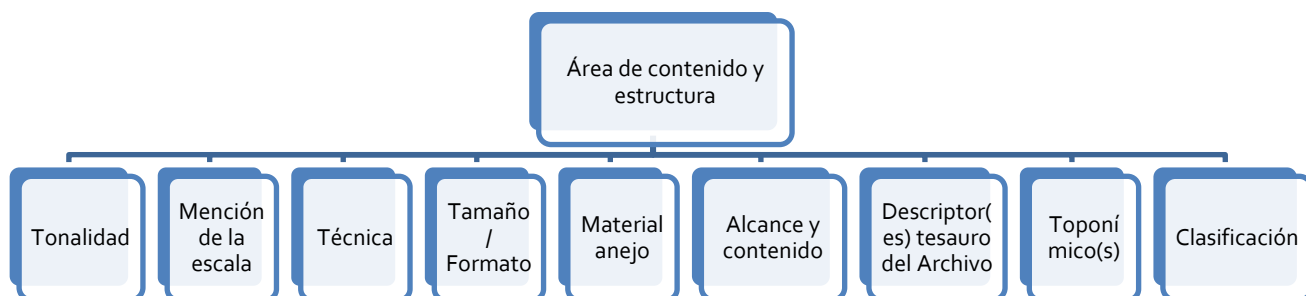 Área de contenido y
estructura
Tonalidad
Mención
de la
escala
Técnica
Tamaño
/
Formato
Material
anejo
Alcance y
contenido
Descriptor(
es) tesauro
del Archivo
Toponí
mico(s)
Clasificación